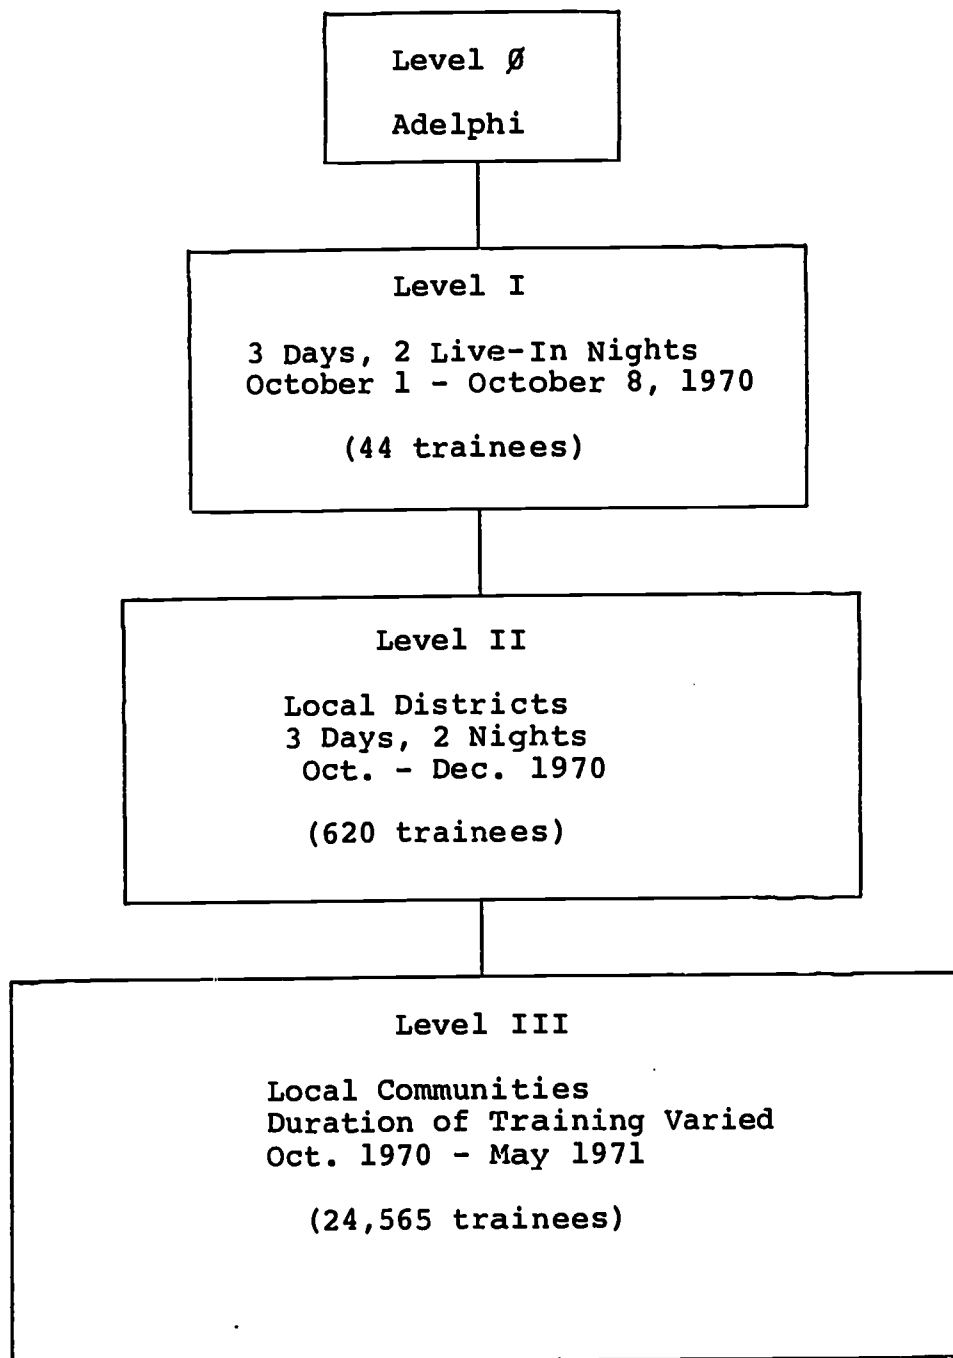 Level Ø
Adelphi
Level I
3 Days, 2 Live-In Nights
October 1 - October 8, 1970
(44 trainees)
Level II
Local Districts
3 Days, 2 Nights
Oct. - Dec. 1970
(620 trainees)
Level III
Local Communities
Duration of Training Varied
Oct. 1970 - May 1971
(24,565 trainees)